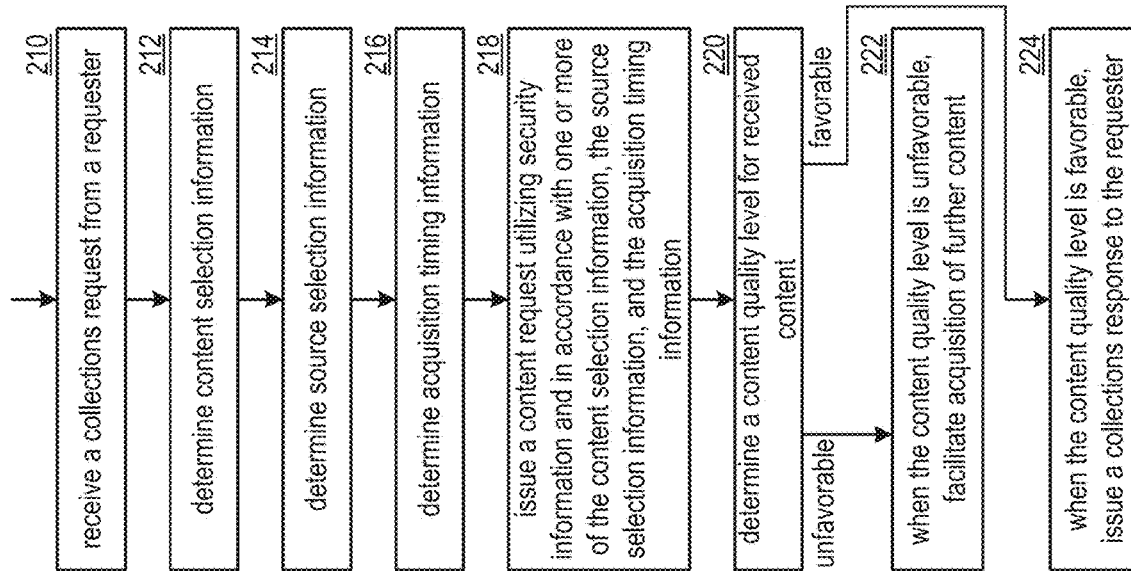 210
receive a collections request from a requester
212
determine content selection information
214
determine source selection information
216
determine acquisition timing information
218
issue a content request utilizing security
information and in accordance with one or more
of the content selection information, the source
selection information, and the acquisition timing
information
220
determine a content quality level for received
content
unfavorable
favorable
222
when the content quality level is unfavorable,
facilitate acquisition of further content
224
when the content quality level is favorable,
issue a collections response to the requester